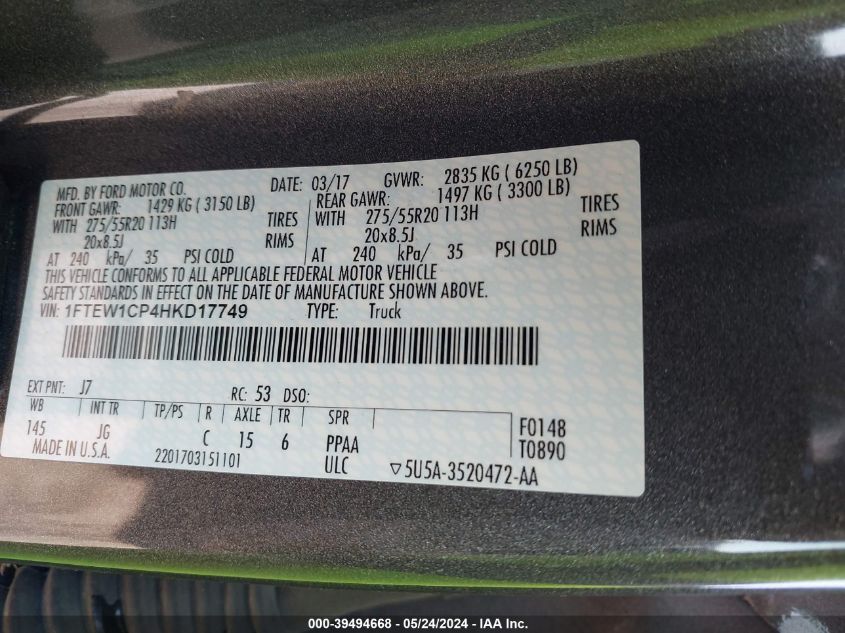 MFD. BY FORD MOTOR CO. DATE: 03/17 GVWR: 2835 KG ( 6250 LB)
FRONT GAWR: 1429 KG ( 3150 LB) REAR GAWR: 1497 KG ( 3300 LB)
WITH 275/55R20 113H TIRES WITH 275/55R20 113H TIRES
20x8.5J RIMS 20x8.5J RIMS
AT 240 kPa/ 35 PSI COLD AT 240 kPa/ 35 PSI COLD
THIS VEHICLE CONFORMS TO ALL APPLICABLE FEDERAL MOTOR VEHICLE
SAFETY STANDARDS IN EFFECT ON THE DATE OF MANUFACTURE SHOWN ABOVE.
VIN: 1FTEW1CP4HKD17749 TYPE: Truck
EXT PNT: J7 RC: 53 DSO:
WB INT TR TP/PS R AXLE TR SPR
145 JG C 15 6 PPAA F0148
MADE IN U.S.A. 2201703151101 ULC T0890
▽5U5A-3520472-AA
000-39494668 - 05/24/2024 - IAA Inc.